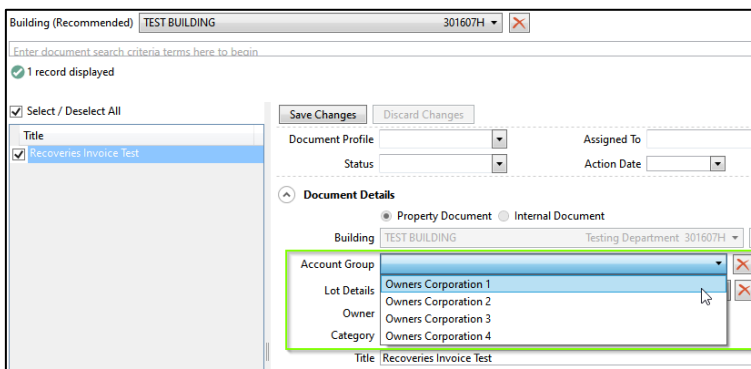 Building (Recommended) TEST BUILDING 301607H
Enter document search criteria terms here to begin
1 record displayed
Select / Deselect All
Save Changes Discard Changes
Title
Recoveries Invoice Test
Document Profile Assigned To
Status Action Date
Document Details
Property Document Internal Document
Building TEST BUILDING Testing Department 301607H
Account Group
Lot Details Owners Corporation 1
Owners Corporation 2
Owner Owners Corporation 3
Category Owners Corporation 4
Title Recoveries Invoice Test